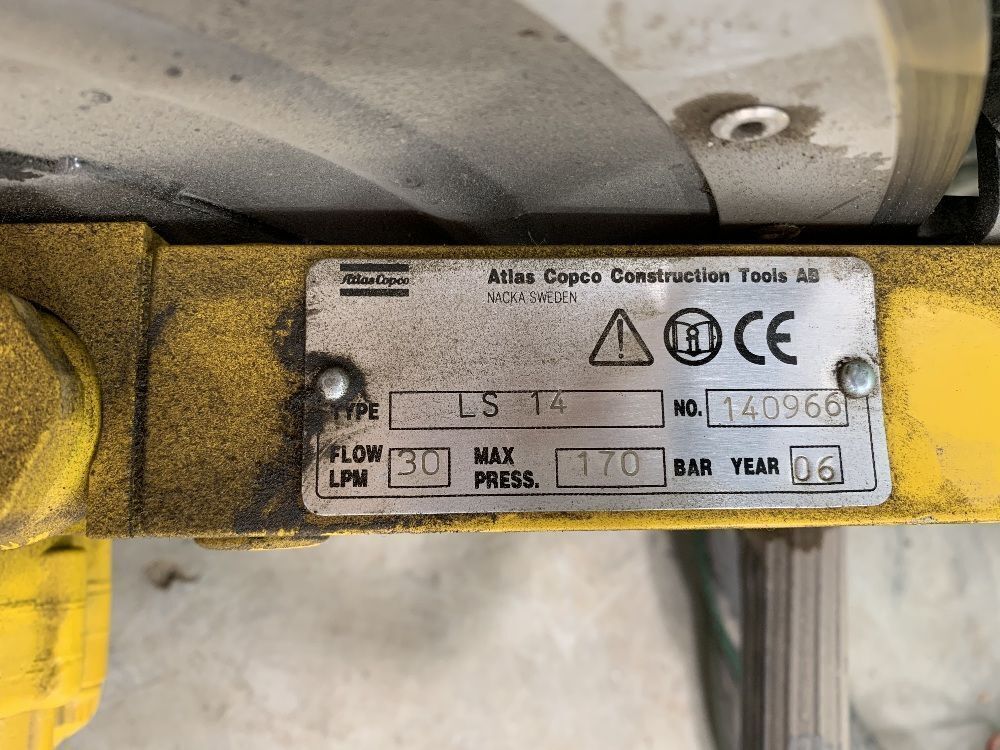 Atlas Copco
Atlas Copco Construction Tools AB
NACKA SWEDEN
CE
TYPE LS 14 NO. 140966
FLOW LPM 30 MAX PRESS. 170 BAR YEAR 06